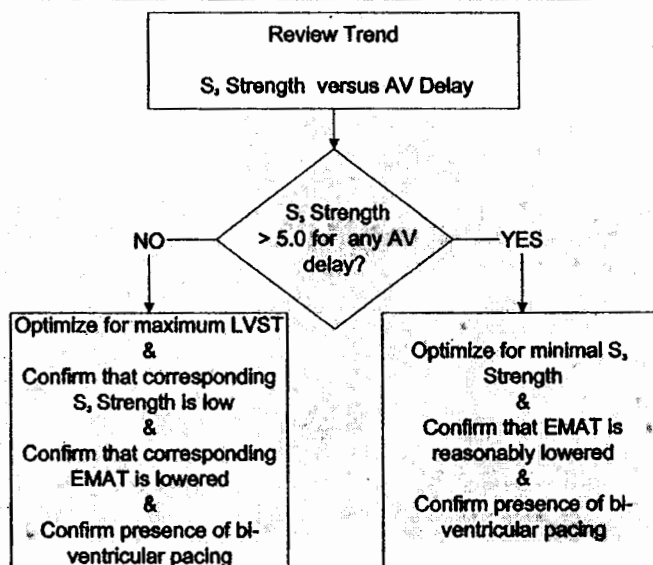 Review Trend
S₃ Strength versus AV Delay
S₃ Strength
> 5.0 for any AV
delay?
NO
YES
Optimize for maximum LVST
&
Confirm that corresponding
S₃ Strength is low
&
Confirm that corresponding
EMAT is lowered
&
Confirm presence of bi-
ventricular pacing
Optimize for minimal S₃
Strength
&
Confirm that EMAT is
reasonably lowered
&
Confirm presence of bi-
ventricular pacing